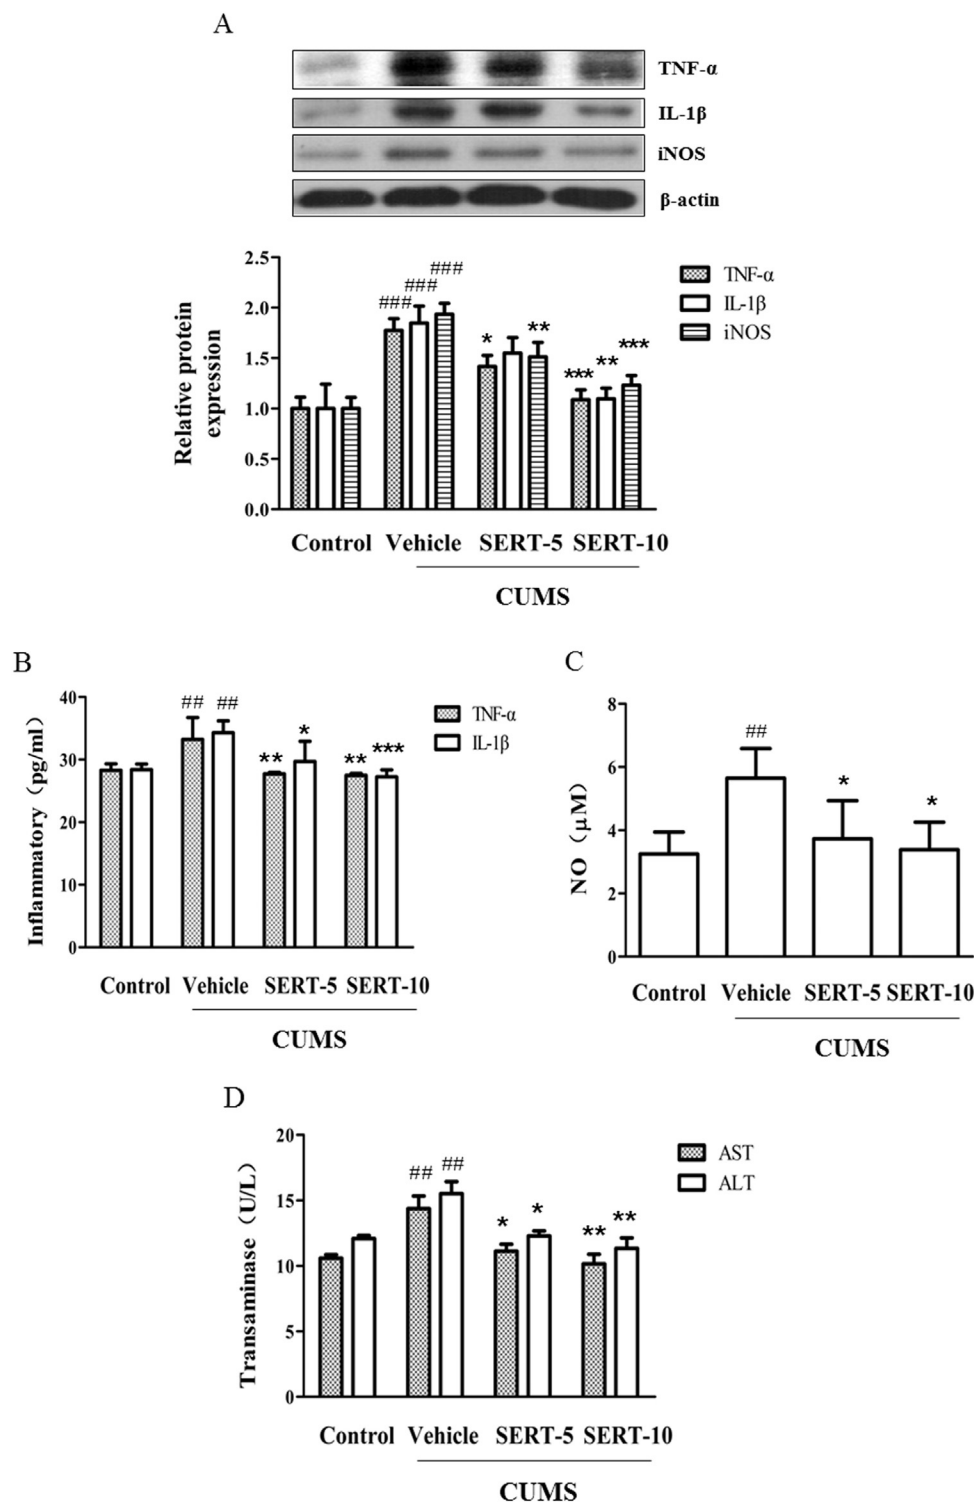 A
TNF-α
IL-1β
iNOS
β-actin
Relative protein
expression
2.5
2.0
1.5
1.0
0.5
0.0
###
###
###
*
**
***
**
***
TNF-α
IL-1β
iNOS
Control Vehicle SERT-5 SERT-10
CUMS
B
Inflammatory (pg/ml)
40
30
20
10
0
## ##
** *
** ***
TNF-α
IL-1β
Control Vehicle SERT-5 SERT-10
CUMS
C
NO (μM)
8
6
4
2
0
##
*
*
Control Vehicle SERT-5 SERT-10
CUMS
D
Transaminase (U/L)
20
15
10
5
0
## ##
* *
** **
AST
ALT
Control Vehicle SERT-5 SERT-10
CUMS